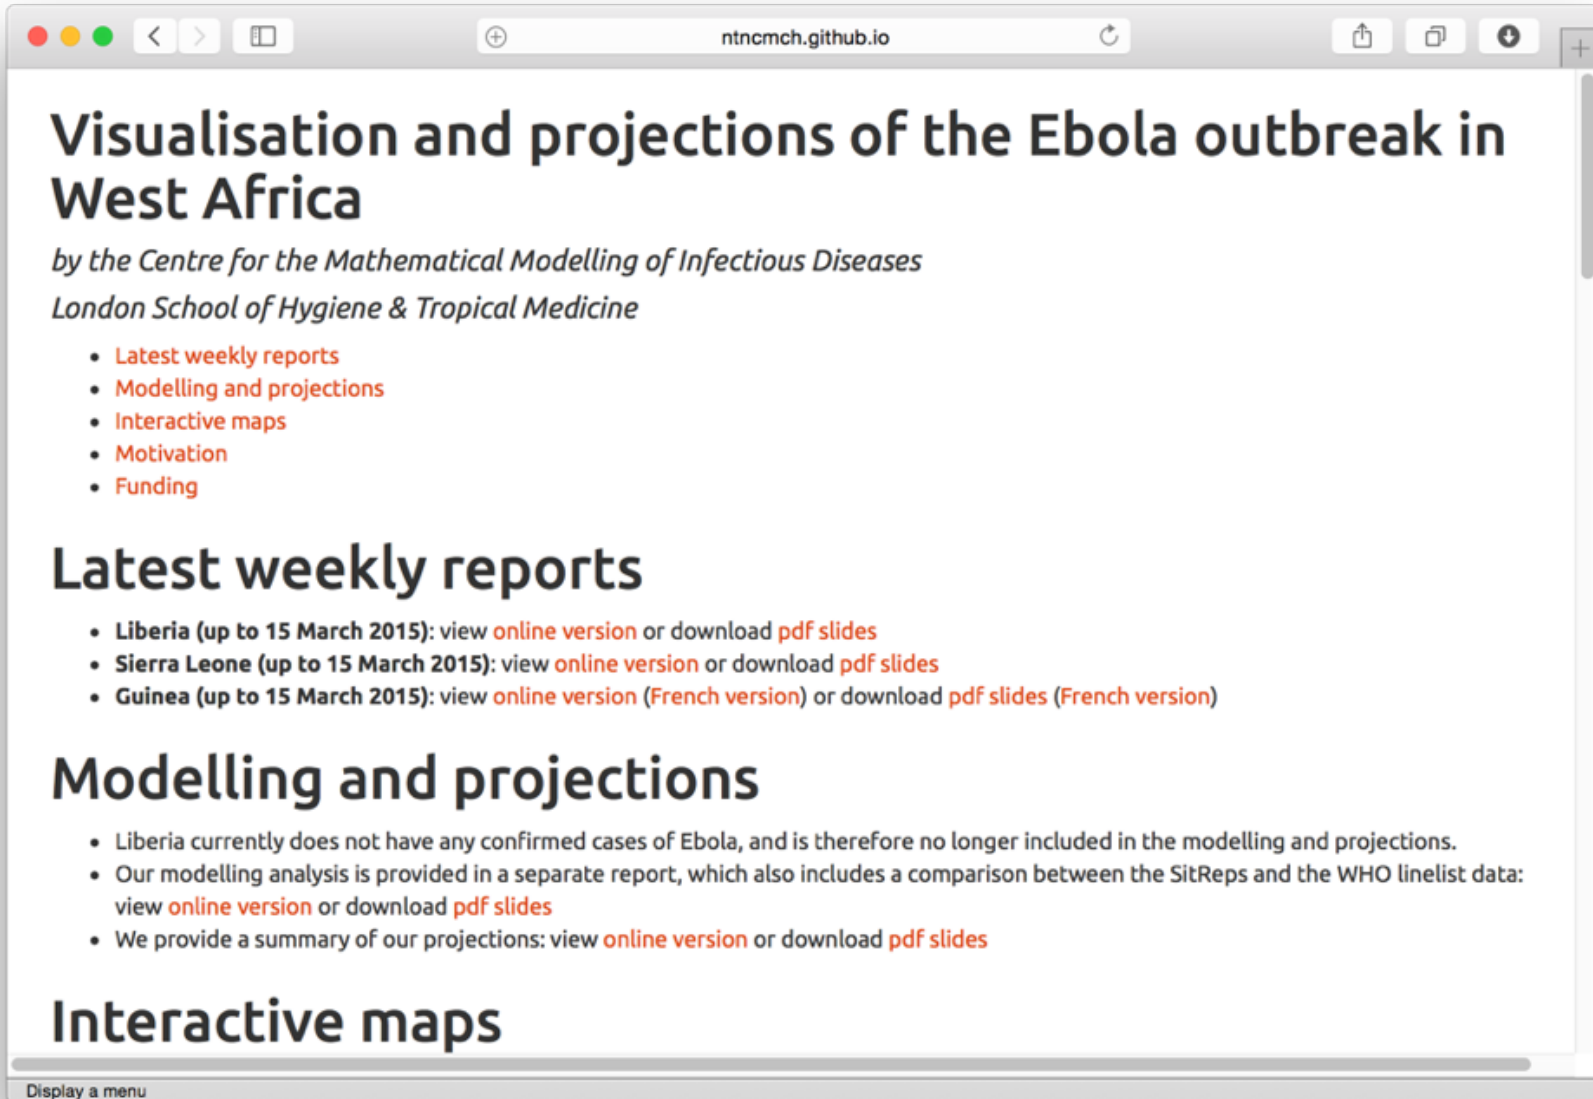 ntncmch.github.io
Visualisation and projections of the Ebola outbreak in
West Africa
by the Centre for the Mathematical Modelling of Infectious Diseases
London School of Hygiene & Tropical Medicine
• Latest weekly reports
• Modelling and projections
• Interactive maps
• Motivation
• Funding
Latest weekly reports
• Liberia (up to 15 March 2015): view online version or download pdf slides
• Sierra Leone (up to 15 March 2015): view online version or download pdf slides
• Guinea (up to 15 March 2015): view online version (French version) or download pdf slides (French version)
Modelling and projections
• Liberia currently does not have any confirmed cases of Ebola, and is therefore no longer included in the modelling and projections.
• Our modelling analysis is provided in a separate report, which also includes a comparison between the SitReps and the WHO linelist data:
view online version or download pdf slides
• We provide a summary of our projections: view online version or download pdf slides
Interactive maps
Display a menu